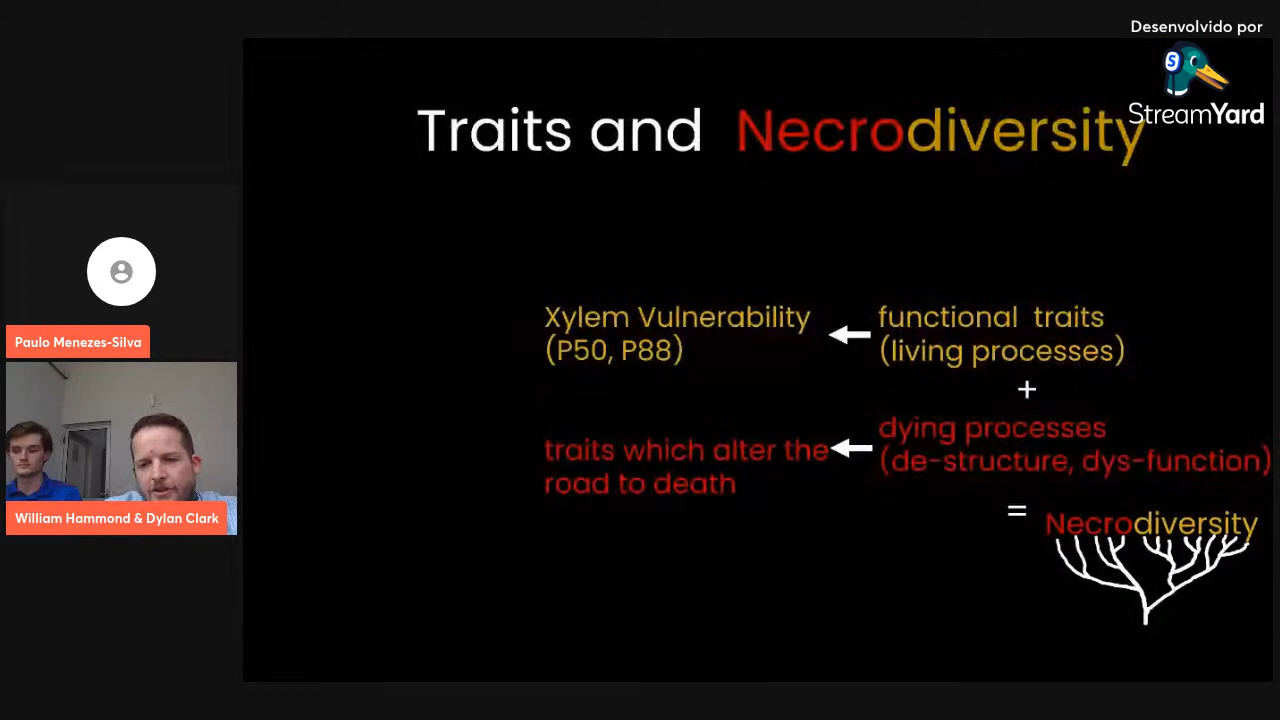 Desenvolvido por
StreamYard
Traits and Necrodiversity
Xylem Vulnerability
(P50, P88)
functional traits
(living processes)
+
traits which alter the
road to death
dying processes
(de-structure, dys-function)
= Necrodiversity
Paulo Menezes-Silva
William Hammond & Dylan Clark